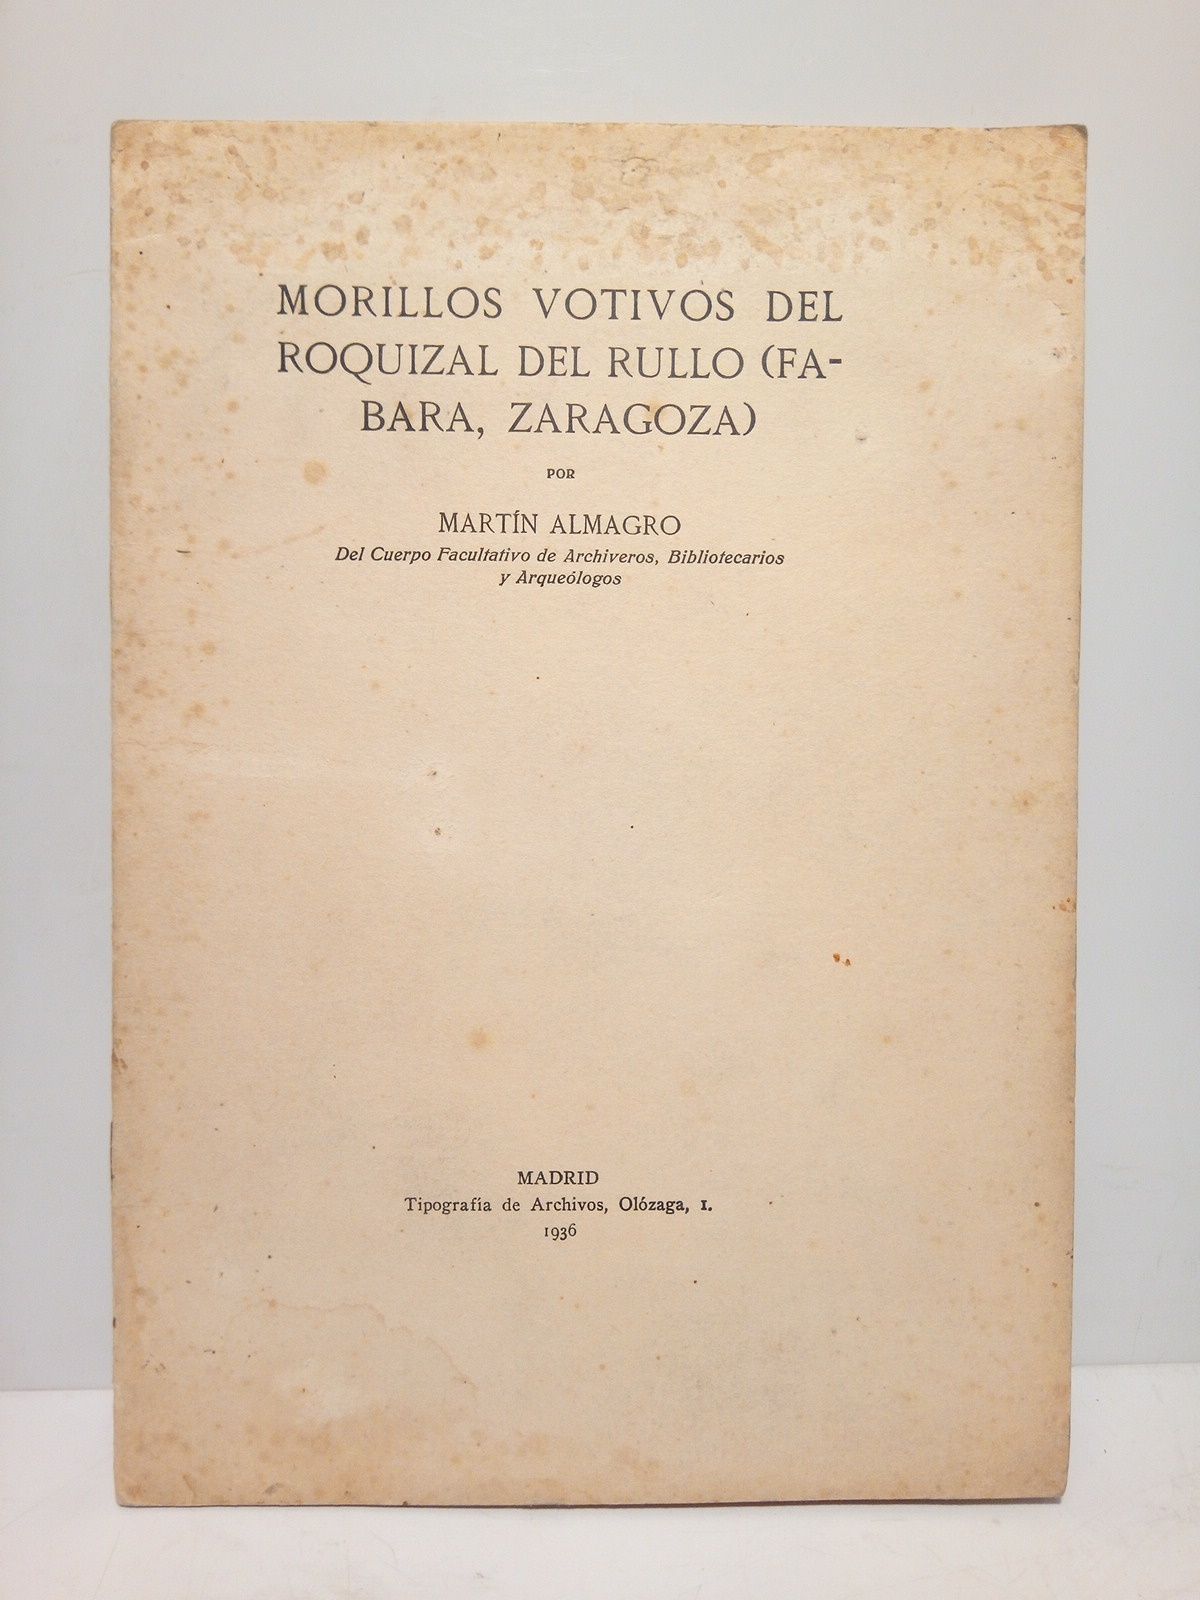 MORILLOS VOTIVOS DEL
ROQUIZAL DEL RULLO (FA-
BARA, ZARAGOZA)
POR
MARTÍN ALMAGRO
Del Cuerpo Facultativo de Archiveros, Bibliotecarios
y Arqueólogos
MADRID
Tipografía de Archivos, Olózaga, I.
1936